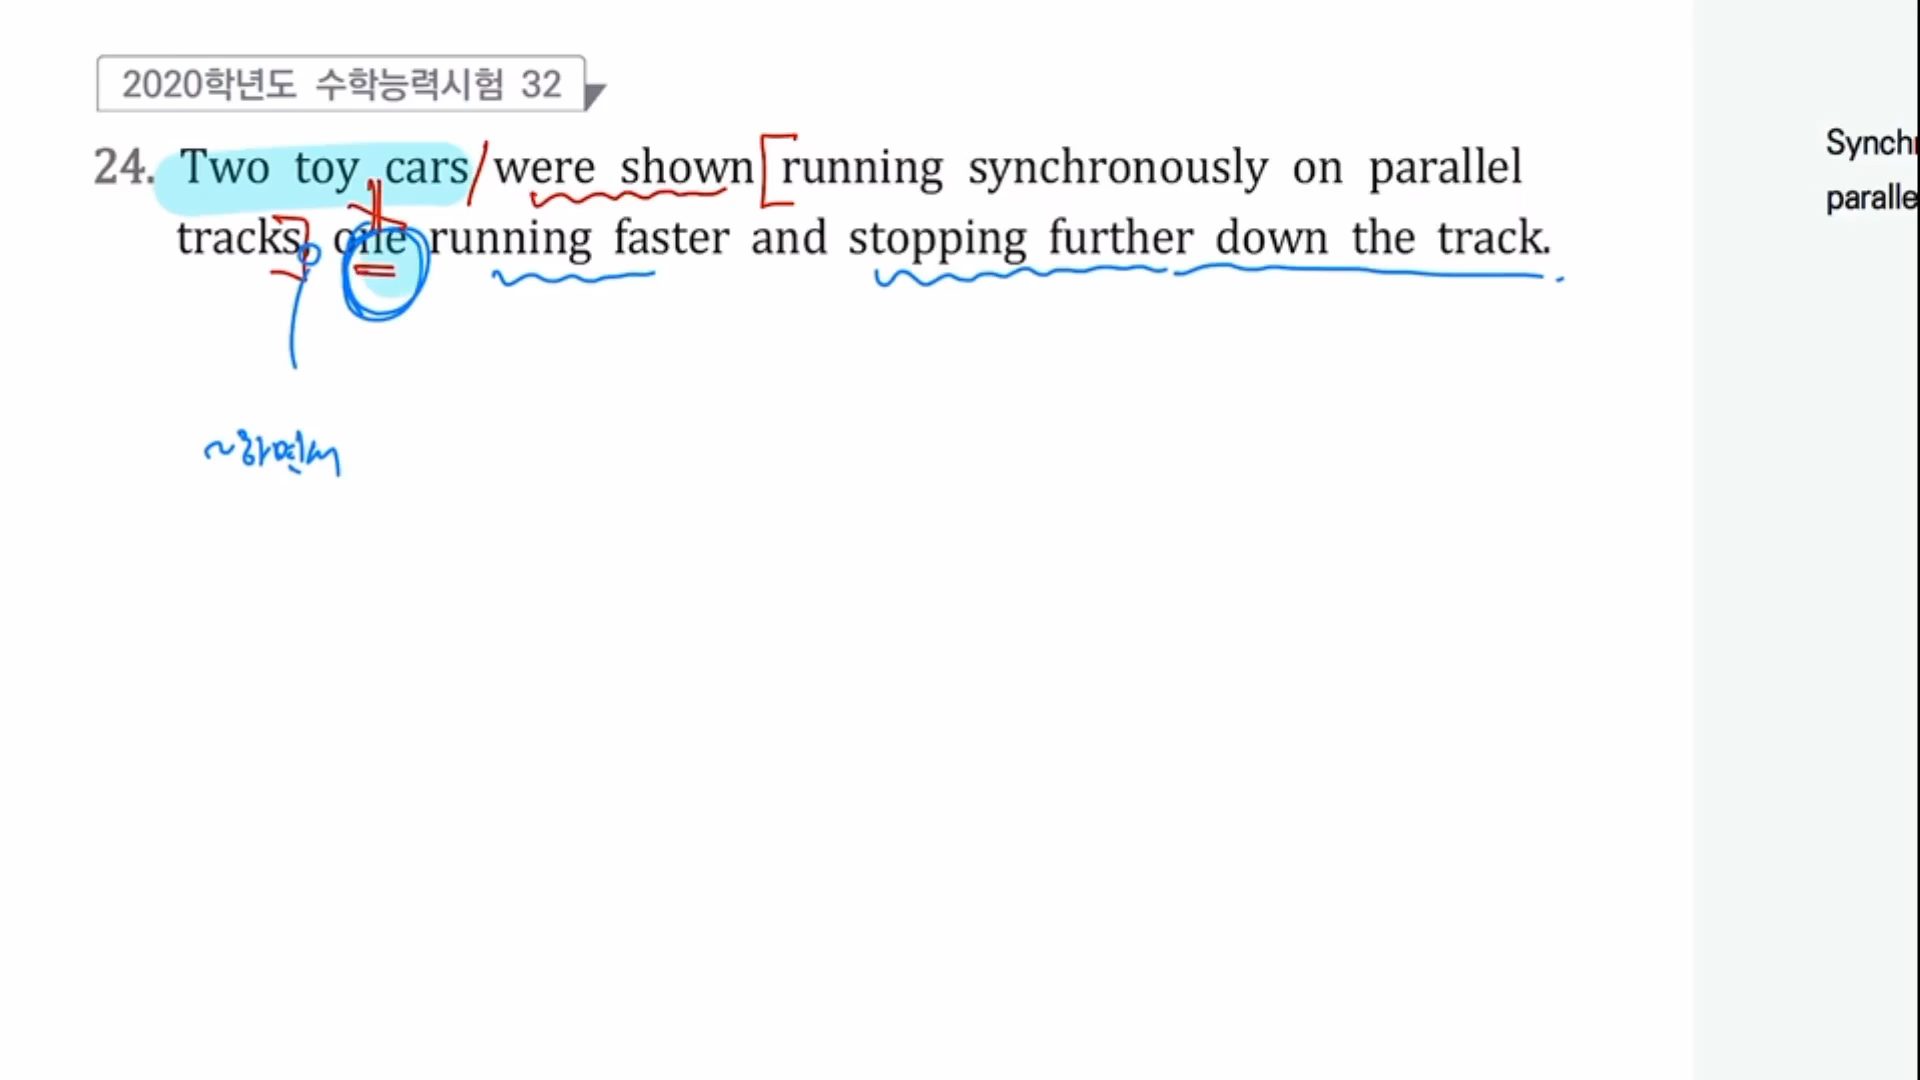 2020학년도 수학능력시험 32
24. Two toy cars were shown running synchronously on parallel
tracks, one running faster and stopping further down the track.
~하면서
Synch
paralle